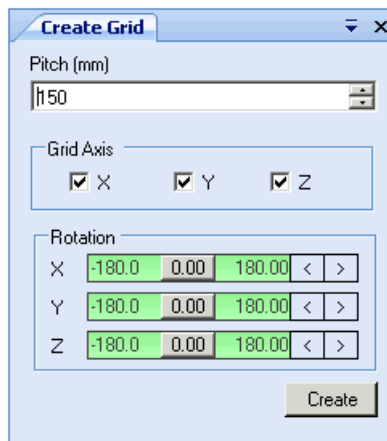 Create Grid
Pitch (mm)
150
Grid Axis
X Y Z
Rotation
X -180.0 0.00 180.00 < >
Y -180.0 0.00 180.00 < >
Z -180.0 0.00 180.00 < >
Create